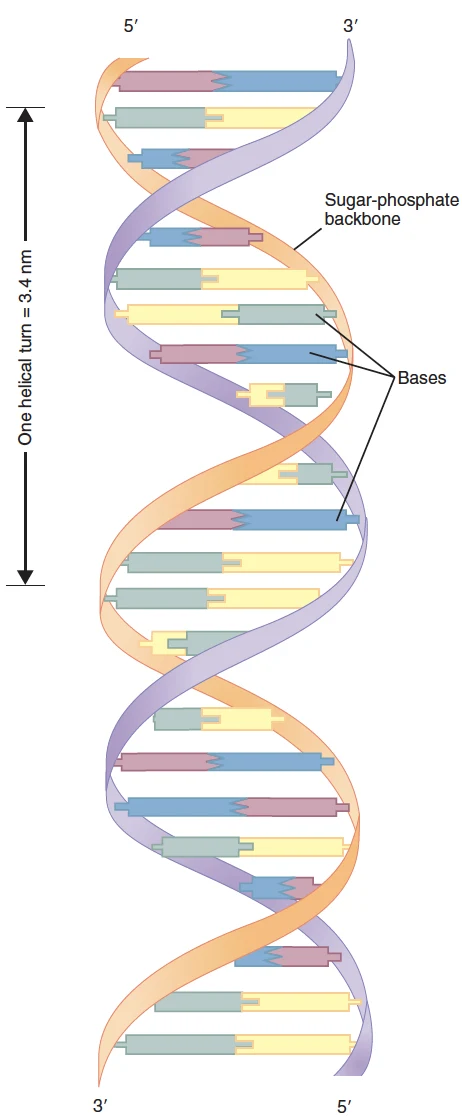 5′
3′
Sugar-phosphate
backbone
One helical turn = 3.4 nm
Bases
3′
5′